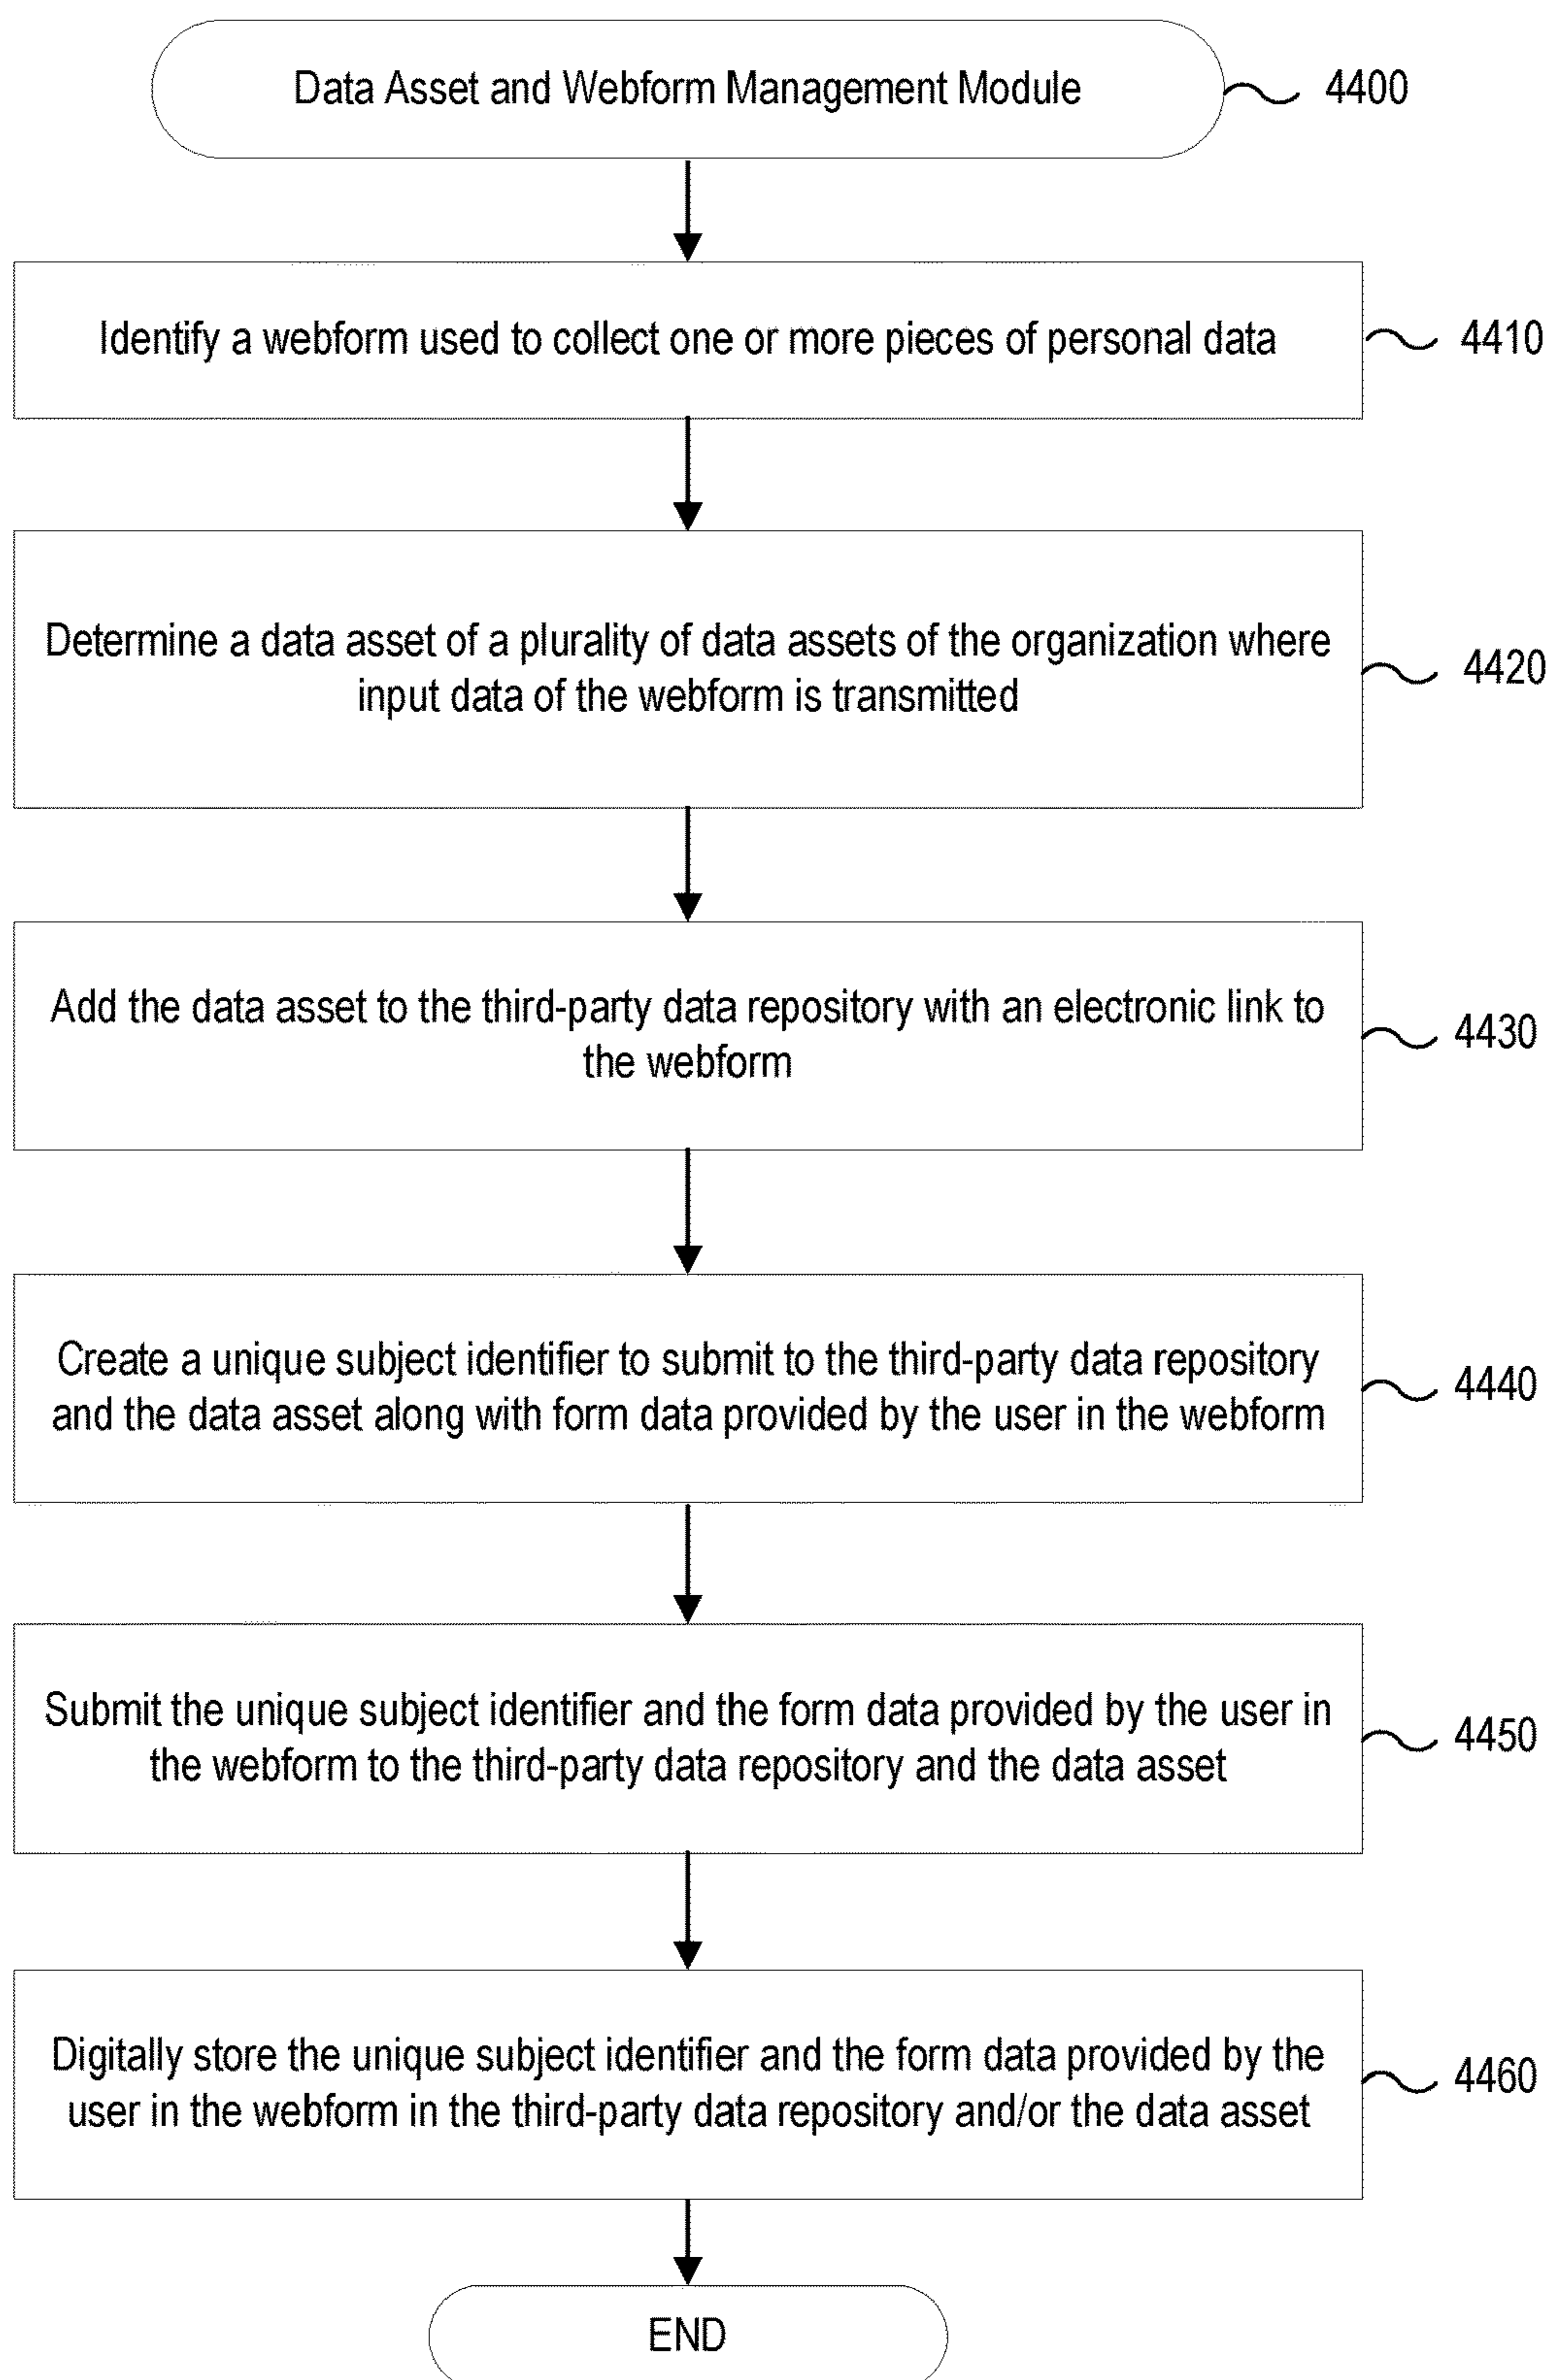 Data Asset and Webform Management Module
4400
Identify a webform used to collect one or more pieces of personal data
4410
Determine a data asset of a plurality of data assets of the organization where
input data of the webform is transmitted
4420
Add the data asset to the third-party data repository with an electronic link to
the webform
4430
Create a unique subject identifier to submit to the third-party data repository
and the data asset along with form data provided by the user in the webform
4440
Submit the unique subject identifier and the form data provided by the user in
the webform to the third-party data repository and the data asset
4450
Digitally store the unique subject identifier and the form data provided by the
user in the webform in the third-party data repository and/or the data asset
4460
END